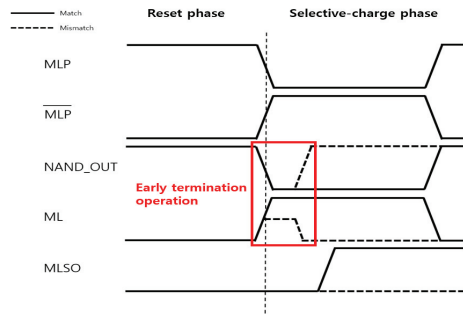 Match
Mismatch
Reset phase
Selective-charge phase
MLP
MLP
NAND_OUT
Early termination
operation
ML
MLSO